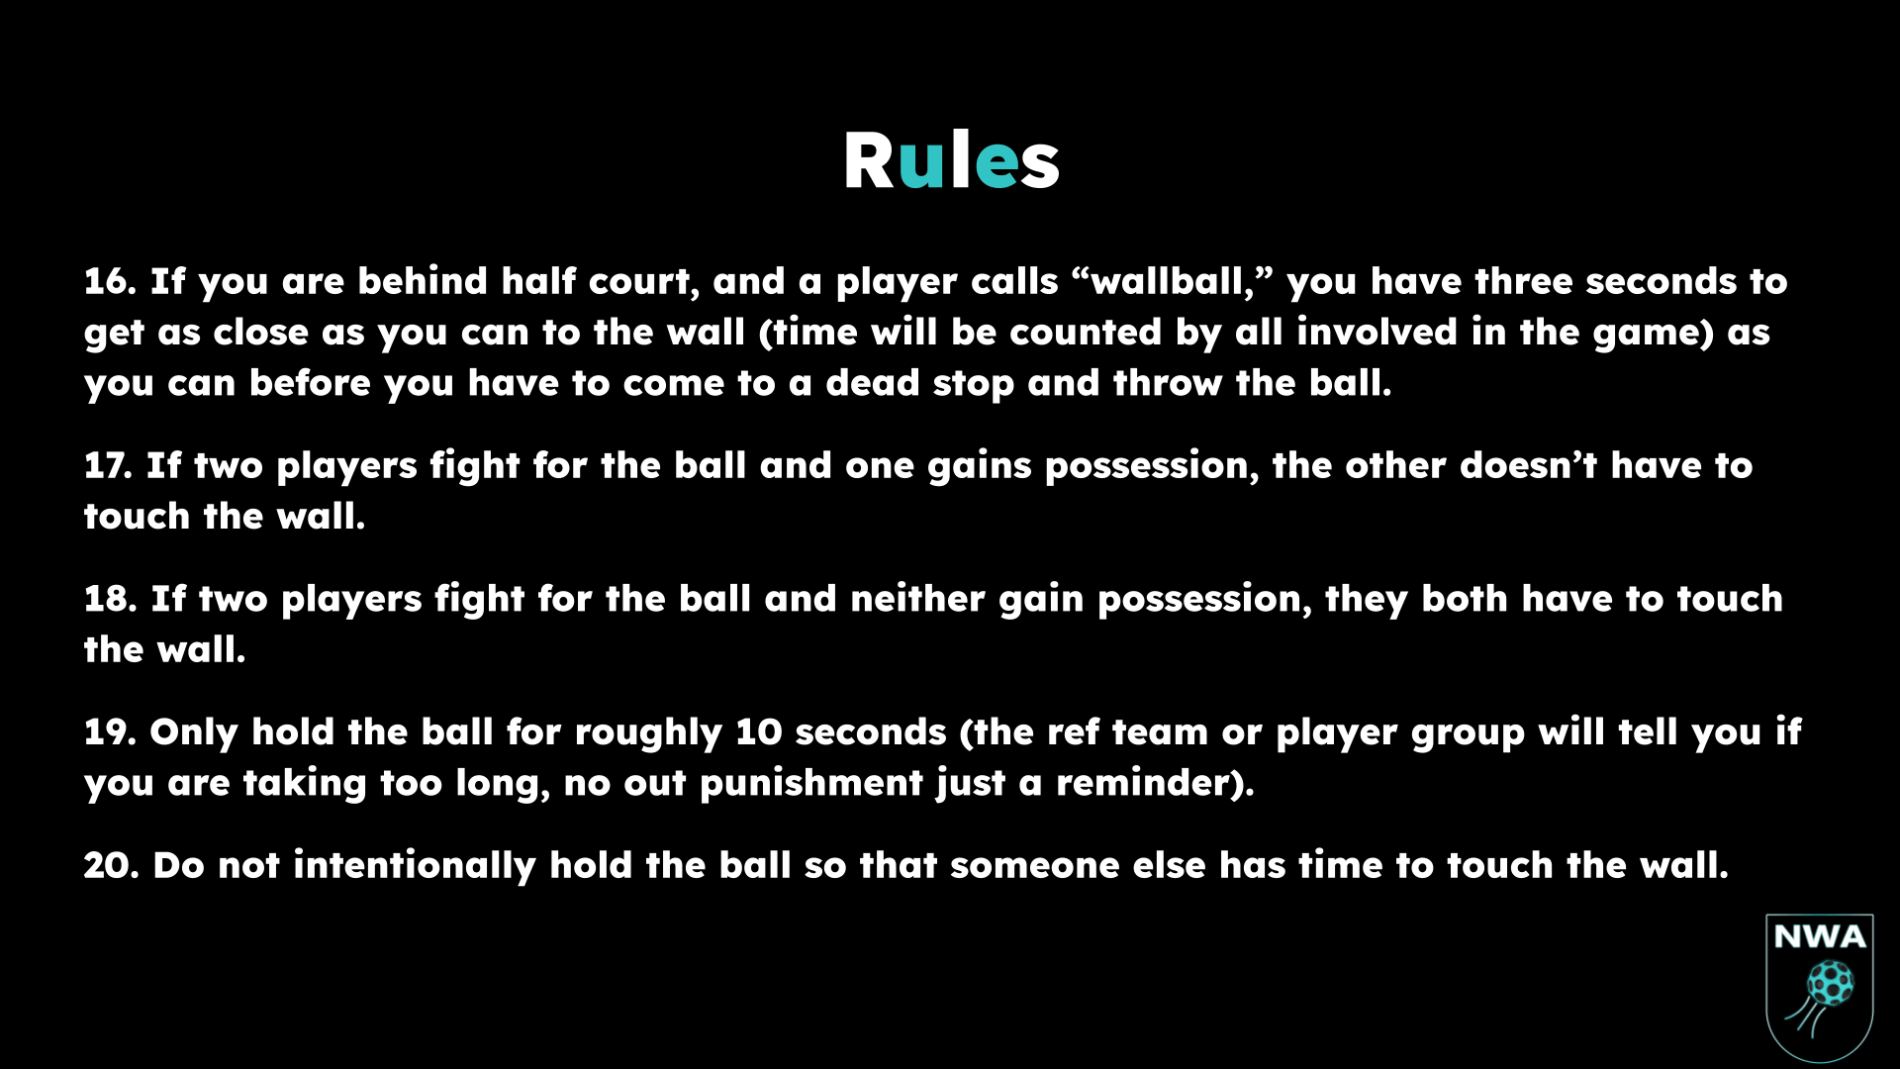 Rules
16. If you are behind half court, and a player calls “wallball,” you have three seconds to
get as close as you can to the wall (time will be counted by all involved in the game) as
you can before you have to come to a dead stop and throw the ball.
17. If two players fight for the ball and one gains possession, the other doesn’t have to
touch the wall.
18. If two players fight for the ball and neither gain possession, they both have to touch
the wall.
19. Only hold the ball for roughly 10 seconds (the ref team or player group will tell you if
you are taking too long, no out punishment just a reminder).
20. Do not intentionally hold the ball so that someone else has time to touch the wall.
NWA